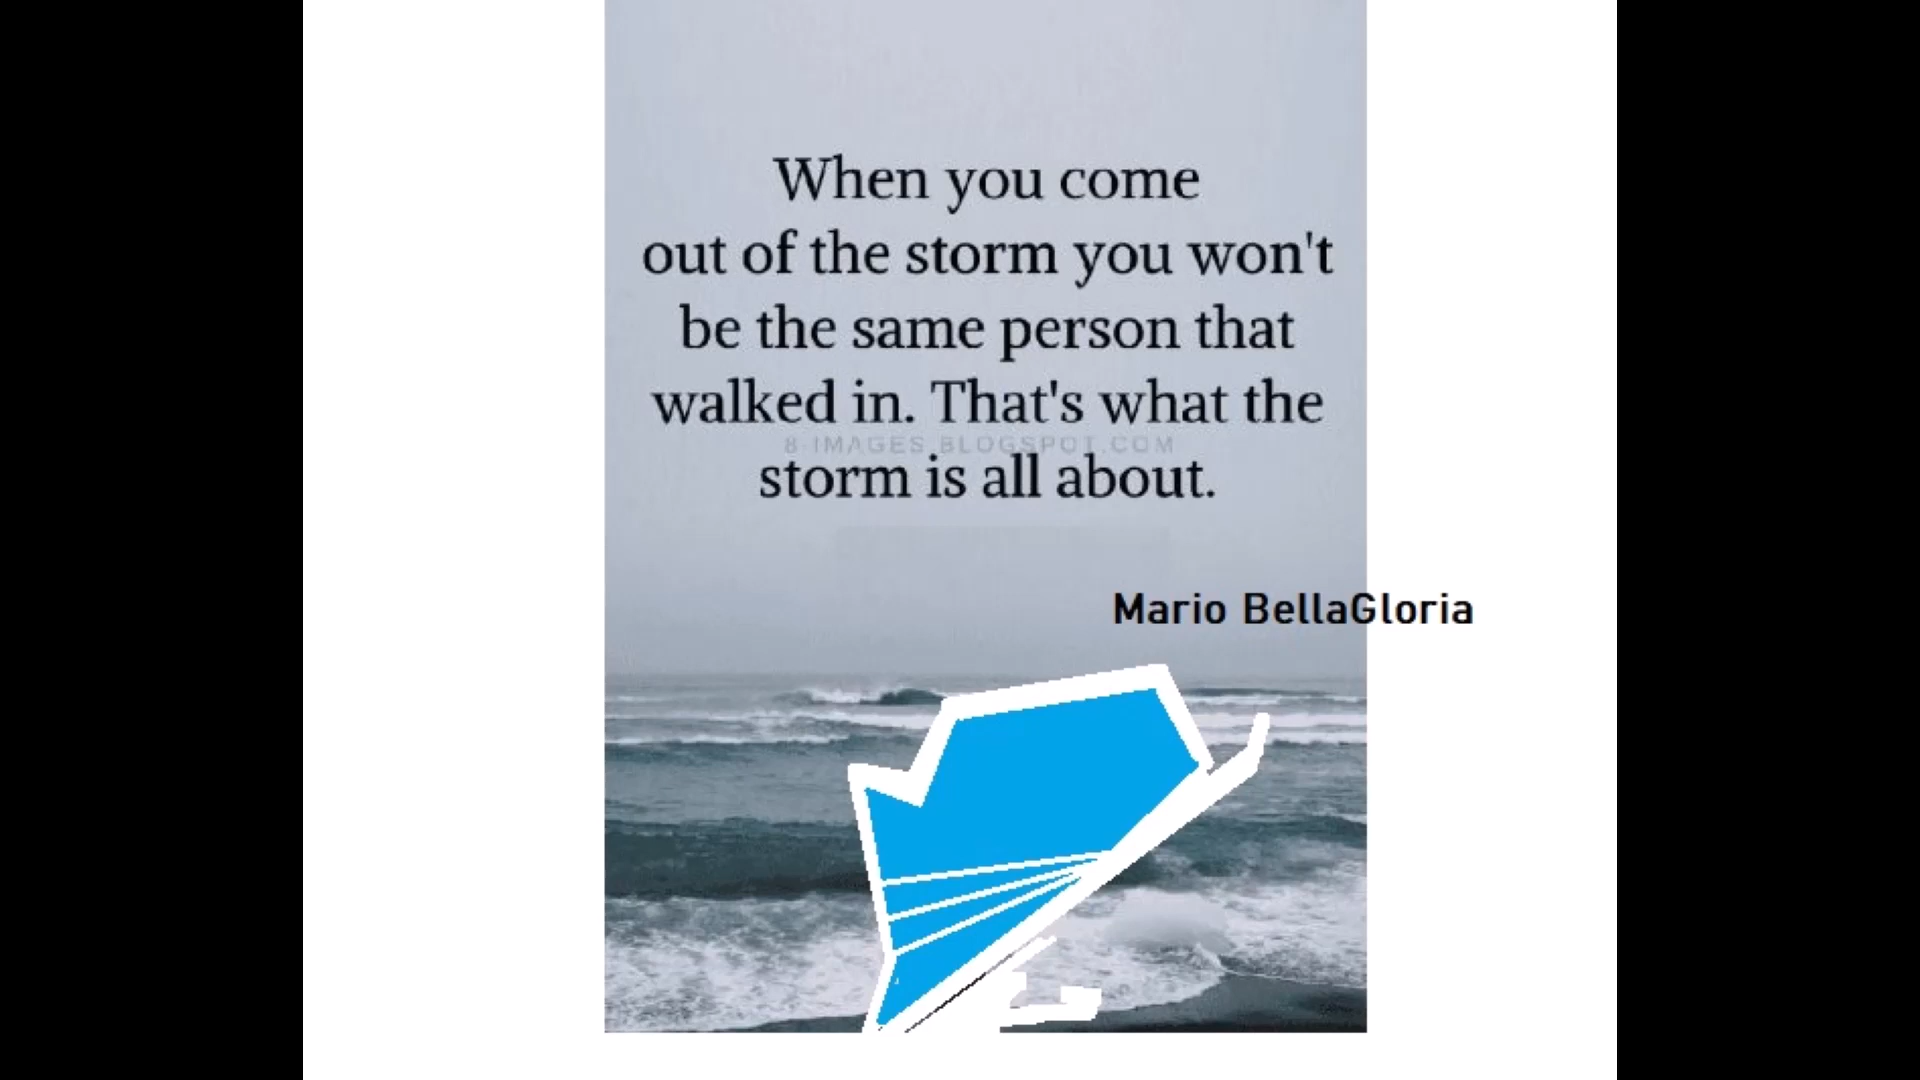 When you come
out of the storm you won't
be the same person that
walked in. That's what the
8-IMAGES.BLOGSPOT.COM
storm is all about.
Mario BellaGloria